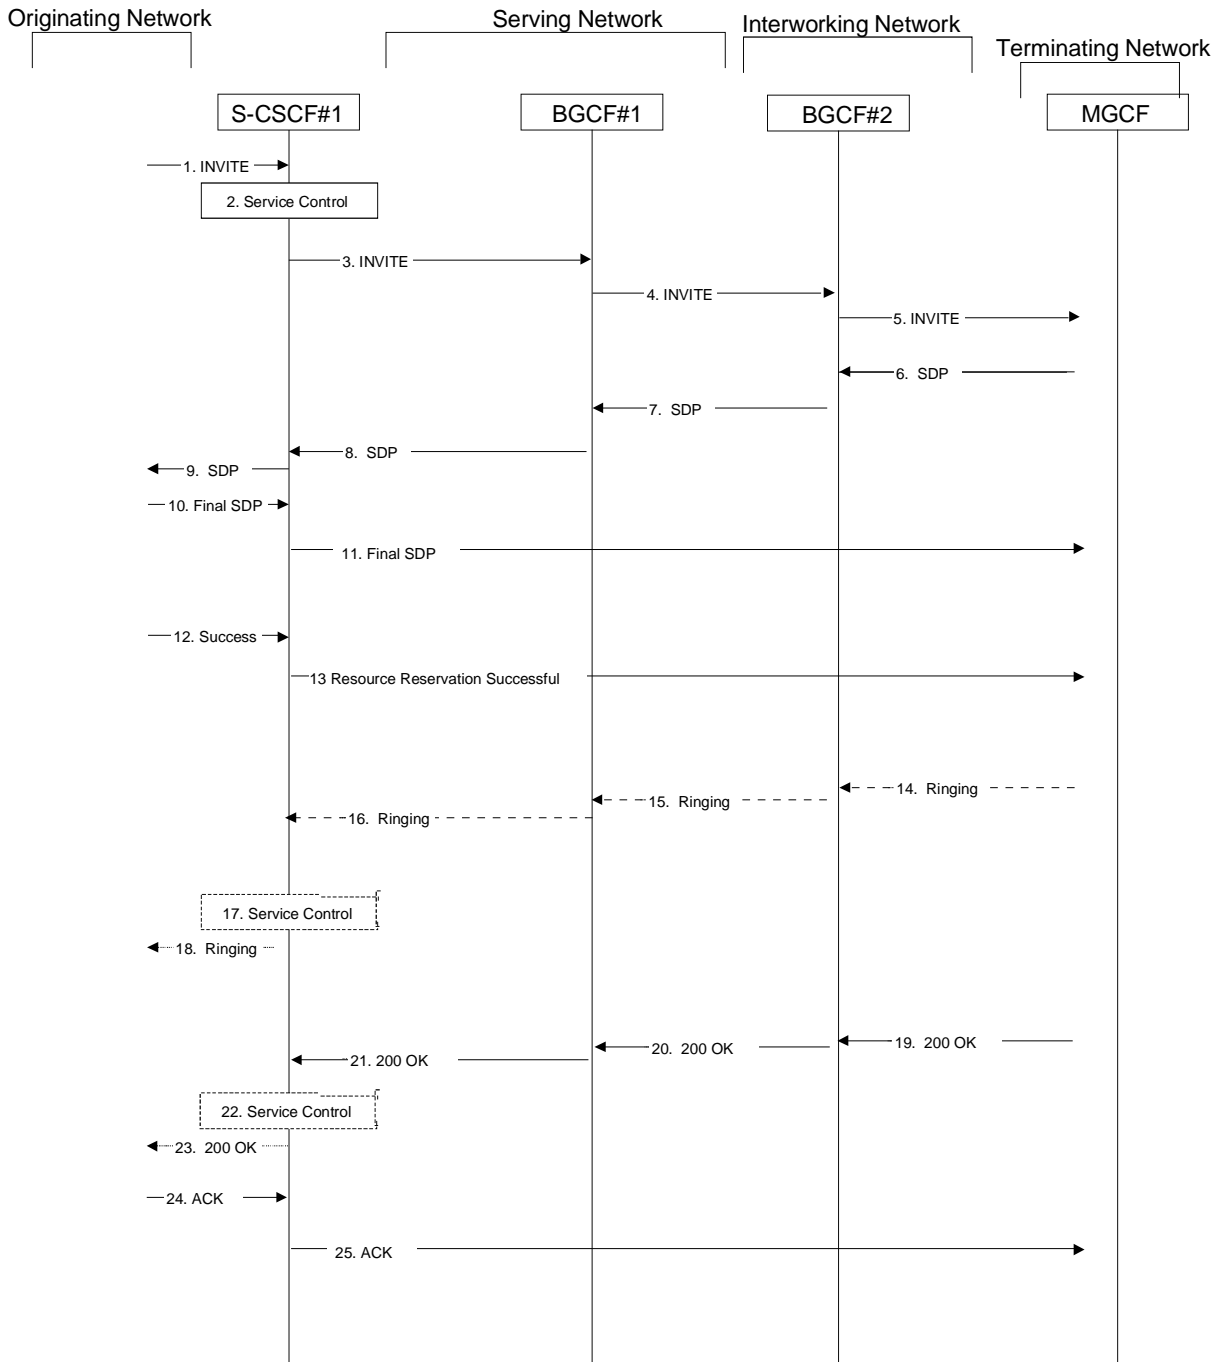 Originating Network
Serving Network
Interworking Network
Terminating Network
S-CSCF#1
BGCF#1
BGCF#2
MGCF
1. INVITE
2. Service Control
3. INVITE
4. INVITE
5. INVITE
6. SDP
7. SDP
8. SDP
9. SDP
10. Final SDP
11. Final SDP
12. Success
13 Resource Reservation Successful
14. Ringing
15. Ringing
16. Ringing
17. Service Control
18. Ringing
19. 200 OK
20. 200 OK
21. 200 OK
22. Service Control
23. 200 OK
24. ACK
25. ACK